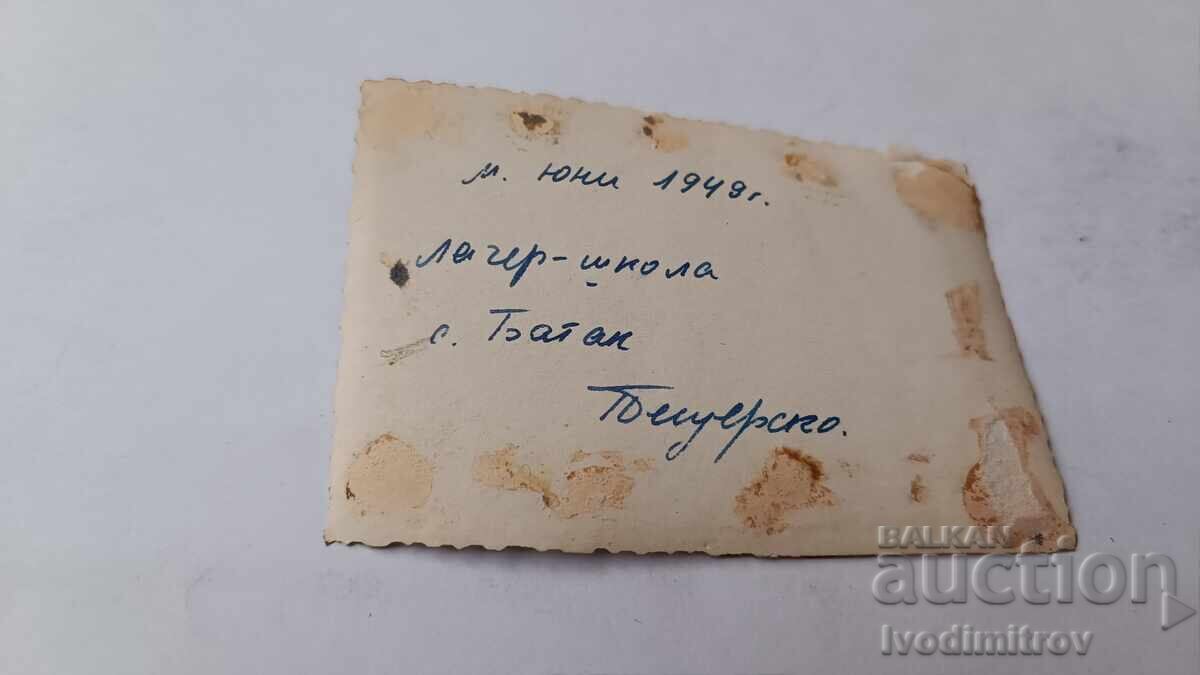 м. юни 1949г.
Лагер-школа
с. Батак
Пещерско.
BALKAN
auction
Ivodimitrov